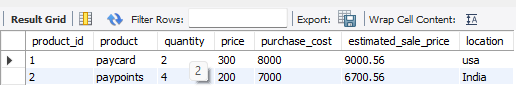 Result Grid Filter Rows: Export: Wrap Cell Content:
product_id product quantity price purchase_cost estimated_sale_price location
1 paycard 2 300 8000 9000.56 usa
2 paypoints 4 200 7000 6700.56 India
2